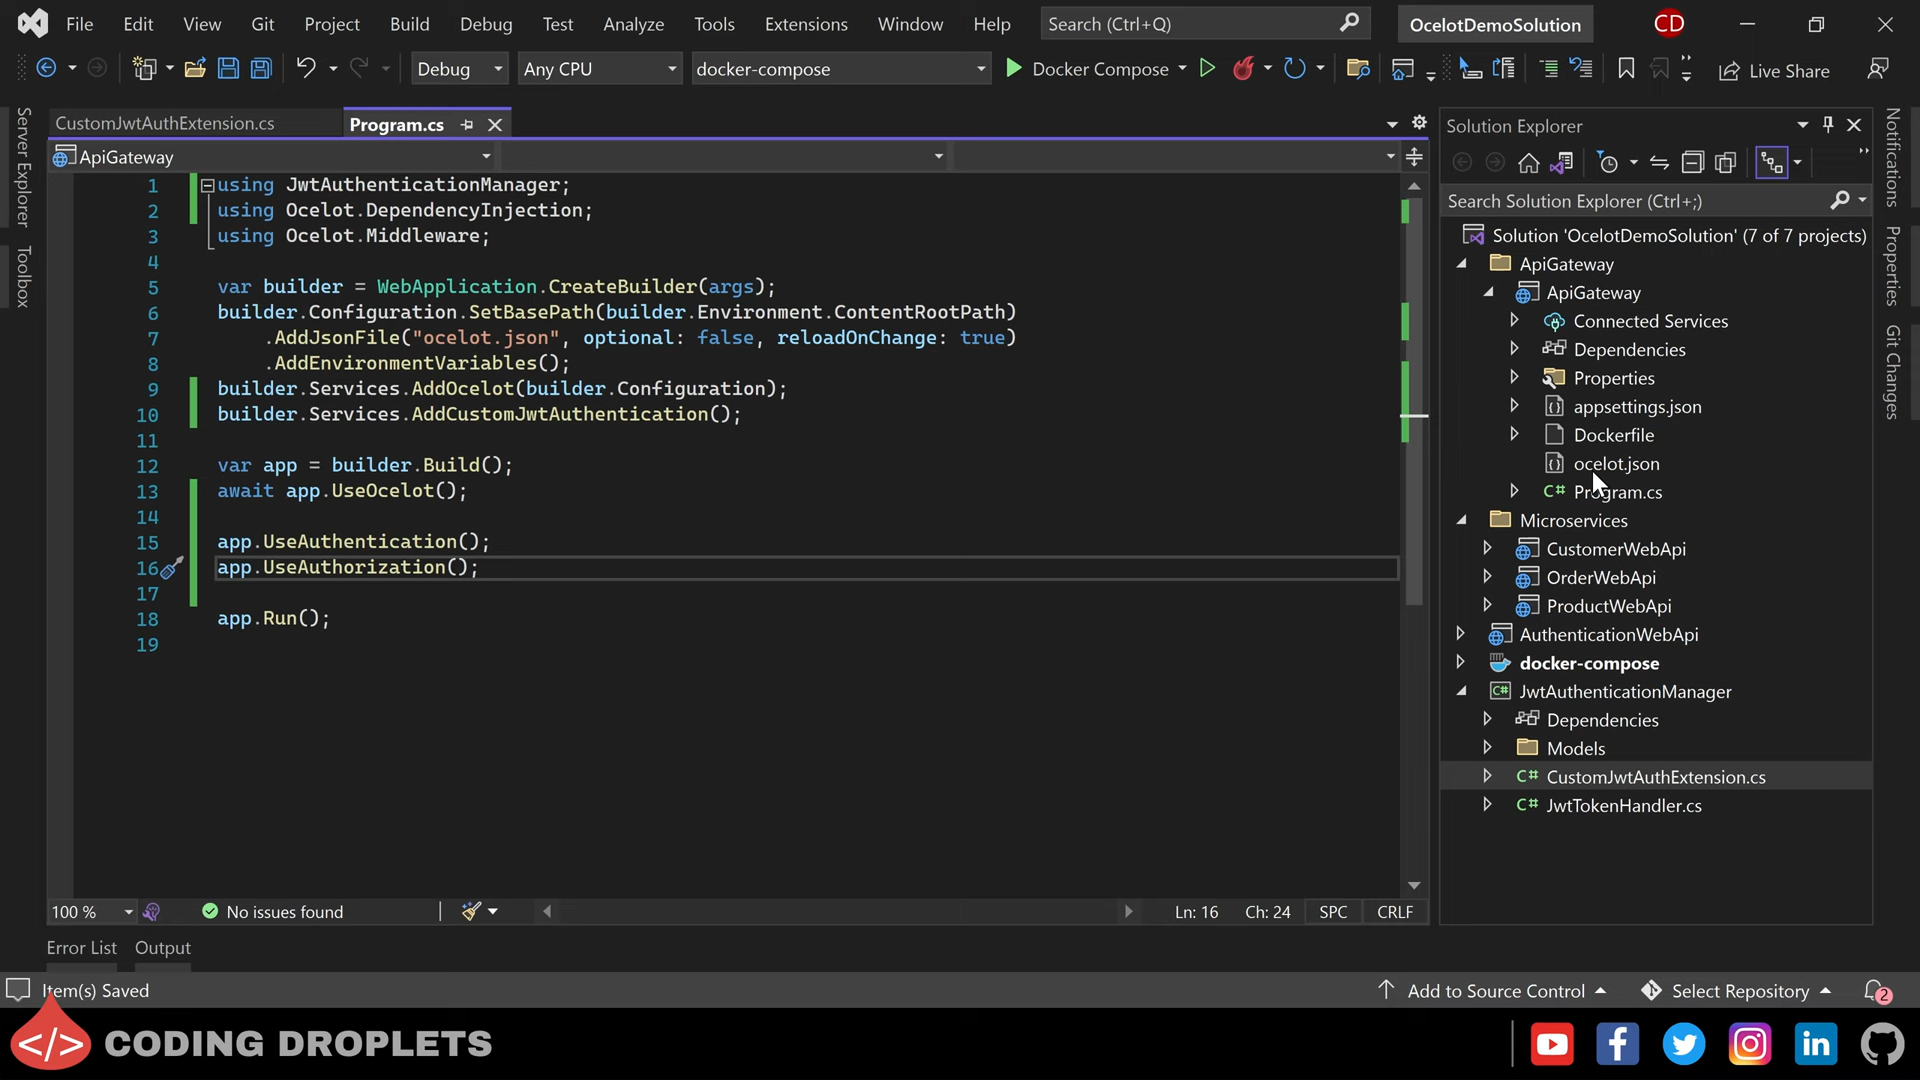 File Edit View Git Project Build Debug Test Analyze Tools Extensions Window Help Search (Ctrl+Q) OcelotDemoSolution CD
Debug Any CPU docker-compose Docker Compose Live Share
Server Explorer
Toolbox
CustomJwtAuthExtension.cs Program.cs
ApiGateway
1 using JwtAuthenticationManager;
2 using Ocelot.DependencyInjection;
3 using Ocelot.Middleware;
4
5 var builder = WebApplication.CreateBuilder(args);
6 builder.Configuration.SetBasePath(builder.Environment.ContentRootPath)
7 .AddJsonFile("ocelot.json", optional: false, reloadOnChange: true)
8 .AddEnvironmentVariables();
9 builder.Services.AddOcelot(builder.Configuration);
10 builder.Services.AddCustomJwtAuthentication();
11
12 var app = builder.Build();
13 await app.UseOcelot();
14
15 app.UseAuthentication();
16 app.UseAuthorization();
17
18 app.Run();
19
100 % No issues found Ln: 16 Ch: 24 SPC CRLF
Error List Output
Solution Explorer
Search Solution Explorer (Ctrl+;)
Solution 'OcelotDemoSolution' (7 of 7 projects)
ApiGateway
ApiGateway
Connected Services
Dependencies
Properties
appsettings.json
Dockerfile
ocelot.json
C# Program.cs
Microservices
CustomerWebApi
OrderWebApi
ProductWebApi
AuthenticationWebApi
docker-compose
C# JwtAuthenticationManager
Dependencies
Models
C# CustomJwtAuthExtension.cs
C# JwtTokenHandler.cs
Notifications
Properties
Git Changes
Item(s) Saved Add to Source Control Select Repository 2
</> CODING DROPLETS in